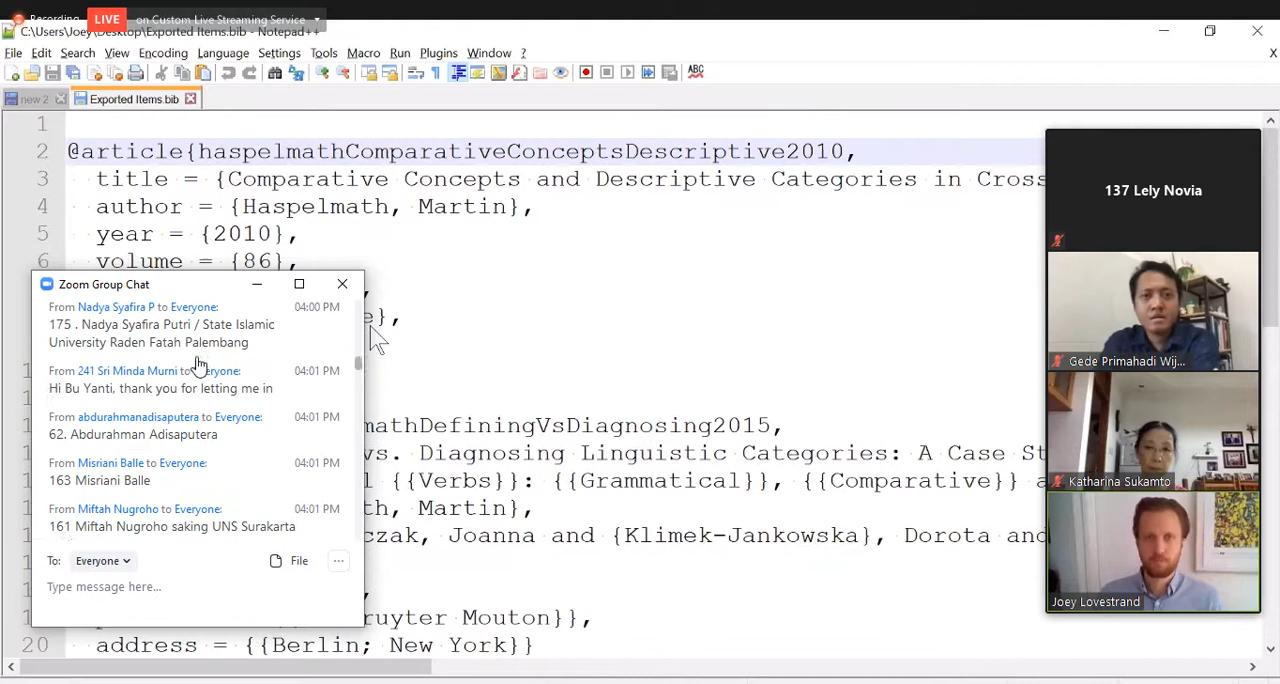 Recording
LIVE on Custom Live Streaming Service
C:\Users\Joey\Desktop\Exported Items.bib - Notepad++
File Edit Search View Encoding Language Settings Tools Macro Run Plugins Window ? X
ABC
new 2 Exported Items.bib
1
2 @article{haspelmathComparativeConceptsDescriptive2010,
3 title = {Comparative Concepts and Descriptive Categories in Cross
4 author = {Haspelmath, Martin},
5 year = {2010},
6 volume = {86},
,
e},
mathDefiningVsDiagnosing2015,
vs. Diagnosing Linguistic Categories: A Case St
l {{Verbs}}: {{Grammatical}}, {{Comparative}} a
th, Martin},
czak, Joanna and {Klimek-Jankowska}, Dorota and
,
ruyter Mouton}},
20 address = {{Berlin; New York}}
Zoom Group Chat
From Nadya Syafira P to Everyone: 04:00 PM
175 . Nadya Syafira Putri / State Islamic
University Raden Fatah Palembang
From 241 Sri Minda Murni to Everyone: 04:01 PM
Hi Bu Yanti, thank you for letting me in
From abdurahmanadisaputera to Everyone: 04:01 PM
62. Abdurahman Adisaputera
From Misriani Balle to Everyone: 04:01 PM
163 Misriani Balle
From Miftah Nugroho to Everyone: 04:01 PM
161 Miftah Nugroho saking UNS Surakarta
To: Everyone File ...
Type message here...
137 Lely Novia
Gede Primahadi Wij...
Katharina Sukamto
Joey Lovestrand